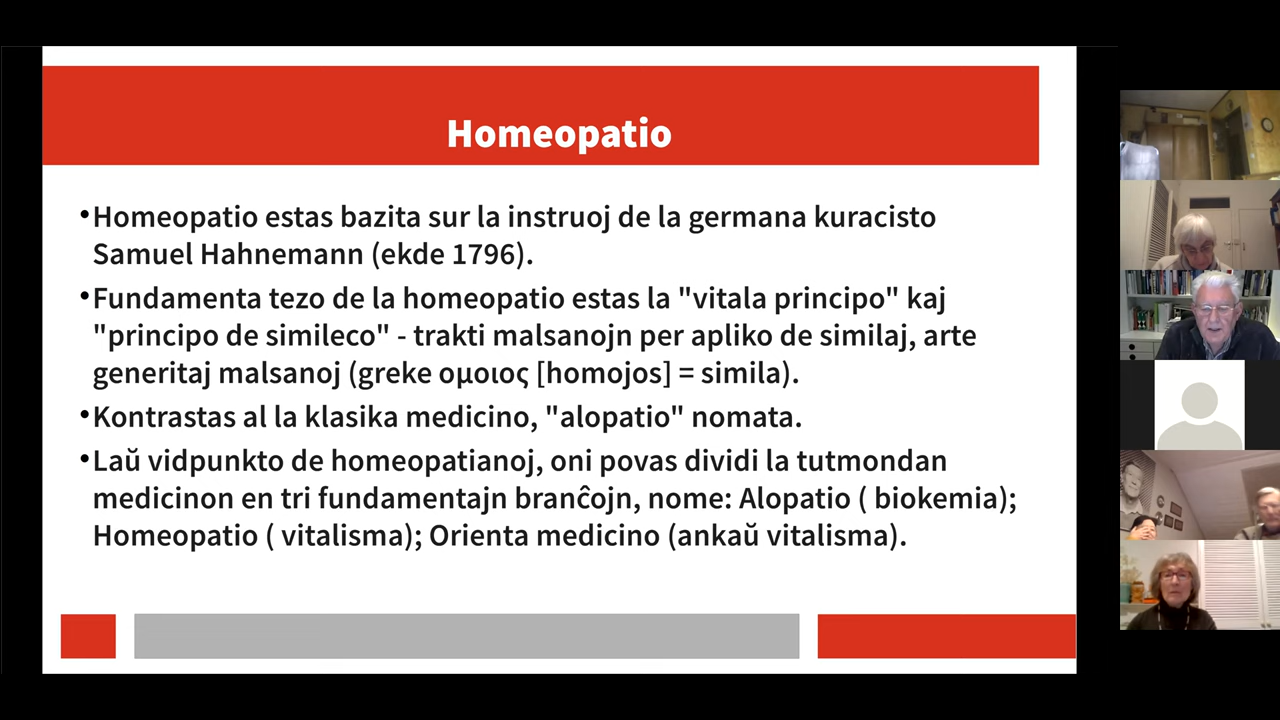 Homeopatio
•Homeopatio estas bazita sur la instruoj de la germana kuracisto
Samuel Hahnemann (ekde 1796).
•Fundamenta tezo de la homeopatio estas la "vitala principo" kaj
"principo de simileco" - trakti malsanojn per apliko de similaj, arte
generitaj malsanoj (greke ομοιος [homojos] = simila).
•Kontrastas al la klasika medicino, "alopatio" nomata.
•Laŭ vidpunkto de homeopatianoj, oni povas dividi la tutmondan
medicinon en tri fundamentajn branĉojn, nome: Alopatio ( biokemia);
Homeopatio ( vitalisma); Orienta medicino (ankaŭ vitalisma).